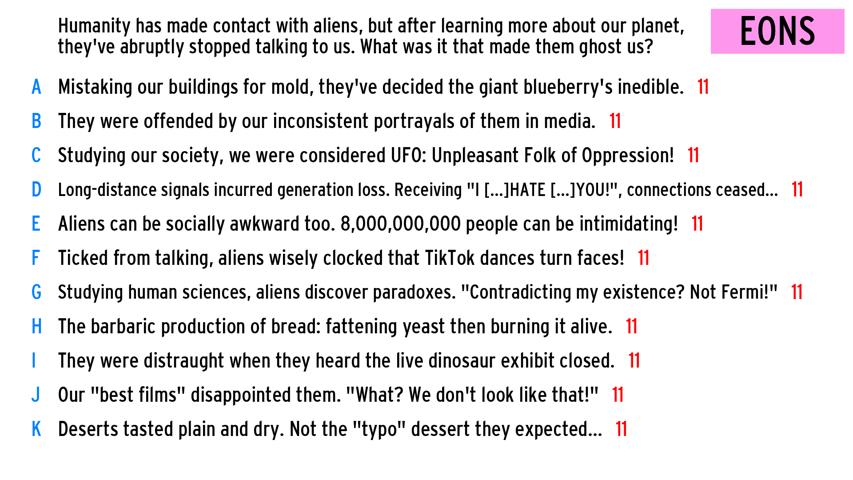 Humanity has made contact with aliens, but after learning more about our planet,
they've abruptly stopped talking to us. What was it that made them ghost us?
EONS
A Mistaking our buildings for mold, they've decided the giant blueberry's inedible. 11
B They were offended by our inconsistent portrayals of them in media. 11
C Studying our society, we were considered UFO: Unpleasant Folk of Oppression! 11
D Long-distance signals incurred generation loss. Receiving "I [...]HATE [...]YOU!", connections ceased... 11
E Aliens can be socially awkward too. 8,000,000,000 people can be intimidating! 11
F Ticked from talking, aliens wisely clocked that TikTok dances turn faces! 11
G Studying human sciences, aliens discover paradoxes. "Contradicting my existence? Not Fermi!" 11
H The barbaric production of bread: fattening yeast then burning it alive. 11
I They were distraught when they heard the live dinosaur exhibit closed. 11
J Our "best films" disappointed them. "What? We don't look like that!" 11
K Deserts tasted plain and dry. Not the "typo" dessert they expected... 11